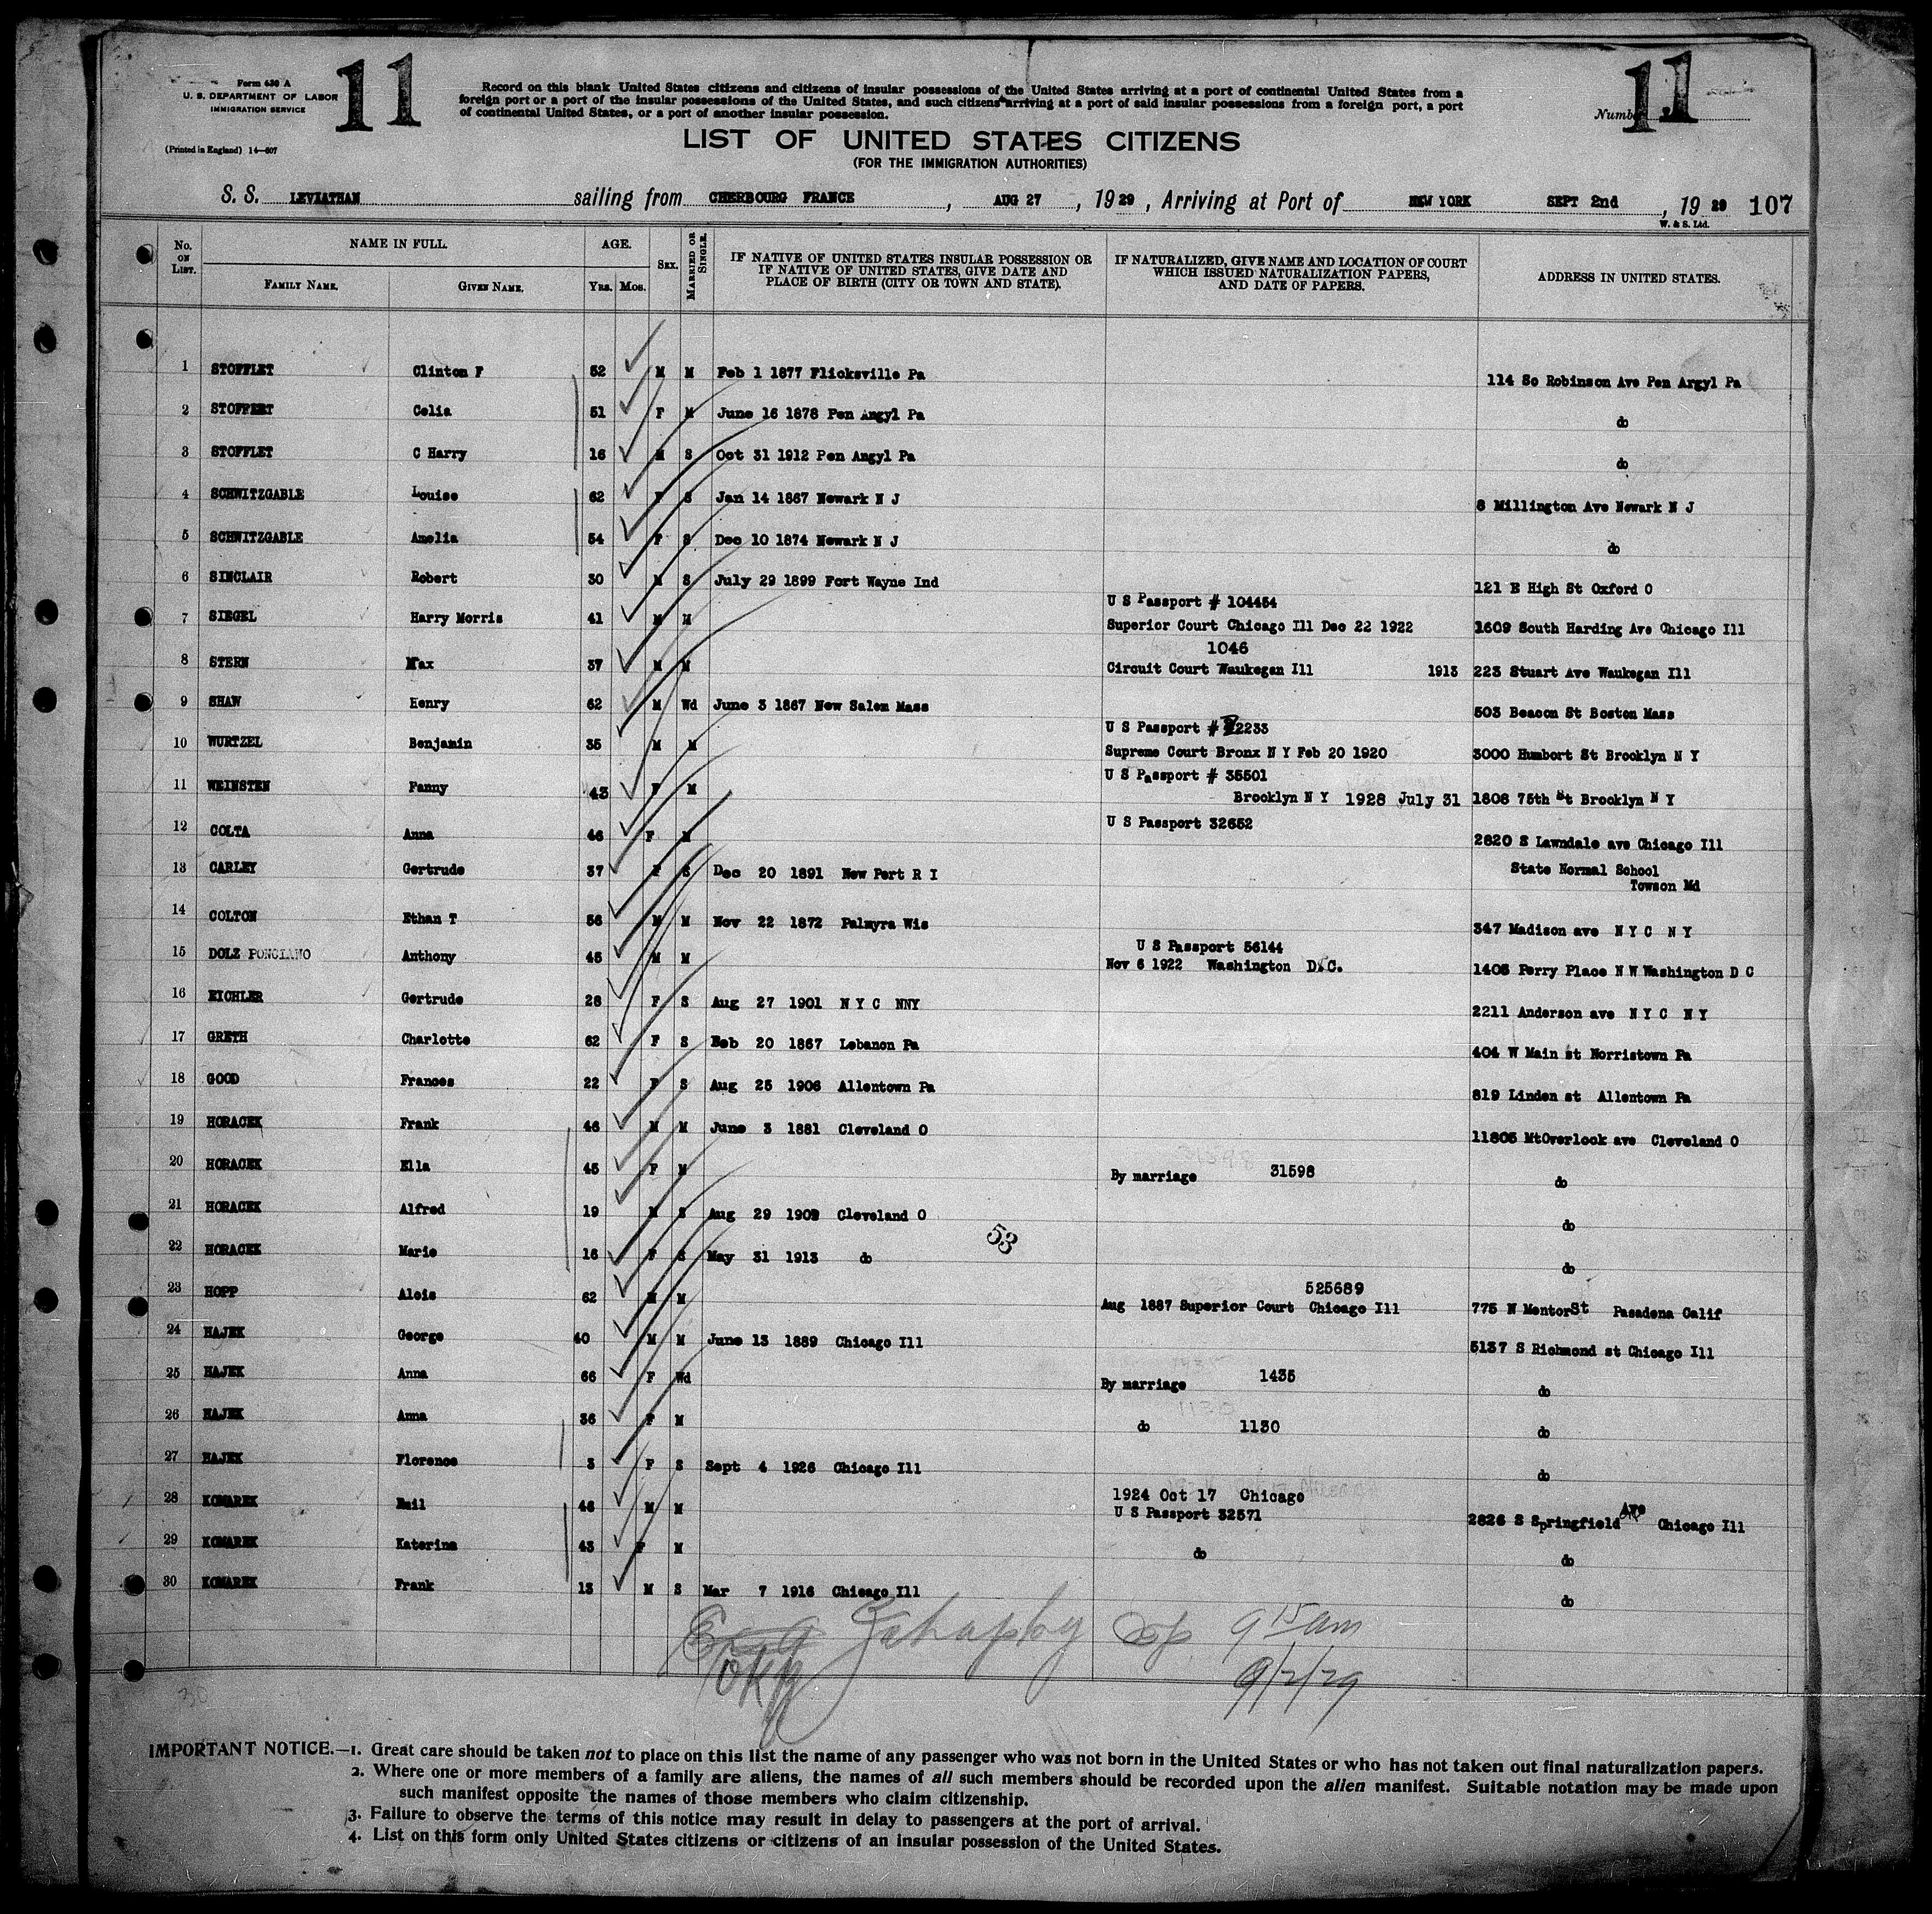 Form 630 A
U. S. DEPARTMENT OF LABOR
IMMIGRATION SERVICE
(Printed in England) 14—607
11
11
Number
Record on this blank United States citizens and citizens of insular possessions of the United States arriving at a port of continental United States from a
foreign port or a port of the insular possessions of the United States, and such citizens arriving at a port of said insular possessions from a foreign port, a port
of continental United States, or a port of another insular possession.
LIST OF UNITED STATES CITIZENS
(FOR THE IMMIGRATION AUTHORITIES)
S. S. LEVIATHAN sailing from CHERBOURG FRANCE, AUG 27, 1929, Arriving at Port of NEW YORK SEPT 2nd, 1929 107
W. & S. Ltd.
No. ON LIST. NAME IN FULL. FAMILY NAME. GIVEN NAME. AGE. YRS. MOS. SEX. MARRIED OR SINGLE. IF NATIVE OF UNITED STATES INSULAR POSSESSION OR IF NATIVE OF UNITED STATES, GIVE DATE AND PLACE OF BIRTH (CITY OR TOWN AND STATE). IF NATURALIZED, GIVE NAME AND LOCATION OF COURT WHICH ISSUED NATURALIZATION PAPERS, AND DATE OF PAPERS. ADDRESS IN UNITED STATES.
1 STOFFLET Clinton F 52 M M Feb 1 1877 Flicksville Pa 114 So Robinson Ave Pen Argyl Pa
2 STOFFERT Celia 51 F M June 16 1878 Pen Argyl Pa do
3 STOFFLET C Harry 16 M S Oct 31 1912 Pen Argyl Pa do
4 SCHWITZGABLE Louise 62 F S Jan 14 1867 Newark N J 8 Millington Ave Newark N J
5 SCHWITZGABLE Amelia 54 F S Dec 10 1874 Newark N J do
6 SINCLAIR Robert 30 M S July 29 1899 Fort Wayne Ind 121 E High St Oxford O
U S Passport # 104454
7 SIEGEL Harry Morris 41 M M Superior Court Chicago Ill Dec 22 1922 1609 South Harding Ave Chicago Ill
1046
8 STERN Max 37 M M Circuit Court Waukegan Ill 1913 223 Stuart Ave Waukegan Ill
9 SHAW Henry 62 M Wd June 3 1867 New Salem Mass 503 Beacon St Boston Mass
U S Passport # 2233
10 WURTZEL Benjamin 35 M M Supreme Court Bronx N Y Feb 20 1920 3000 Humbort St Brooklyn N Y
U S Passport # 35501
11 WEINSTEN Fanny 43 F M Brooklyn N Y 1928 July 31 1808 75th St Brooklyn N Y
U S Passport 32652
12 COLTA Anna 46 F M 2820 S Lawndale ave Chicago Ill
13 CARLEY Gertrude 37 F S Dec 20 1891 New Port R I State Normal School
Towson Md
14 COLTON Ethan T 56 M M Nov 22 1872 Palmyra Wis 347 Madison ave N Y C N Y
U S Passport 56144
15 DOLZ PONCIANO Anthony 45 M M Nov 6 1922 Washington D.C. 1405 Perry Place N W Washington D C
16 EICHLER Gertrude 28 F S Aug 27 1901 N Y C NNY 2211 Anderson ave N Y C N Y
17 GRETH Charlotte 62 F S Beb 20 1867 Lebanon Pa 404 W Main st Norristown Pa
18 GOOD Frances 22 F S Aug 25 1906 Allentown Pa 819 Linden st Allentown Pa
19 HORACEK Frank 46 M M June 3 1881 Cleveland O 11805 MtOverlook ave Cleveland O
20 HORACEK Ella 45 F M By marriage 31598 do
21 HORACEK Alfred 19 M S Aug 29 1909 Cleveland O do
53
22 HORACEK Marie 16 F S May 31 1913 do do
525689
23 HOPP Alois 62 M M Aug 1887 Superior Court Chicago Ill 775 N Mentor St Pasadena Calif
24 HAJEK George 40 M M June 13 1889 Chicago Ill 5137 S Richmond st Chicago Ill
25 HAJEK Anna 66 F Wd By marriage 1435 do
26 HAJEK Anna 36 F M do 1130 do
27 HAJEK Florence 3 F S Sept 4 1926 Chicago Ill do
1924 Oct 17 Chicago
28 KOMAREK Emil 46 M M U S Passport 32571 2826 S Springfield Ave Chicago Ill
29 KOMAREK Katerina 43 F M do do
30 KOMAREK Frank 13 M S Mar 7 1916 Chicago Ill do
9 15 am
9/2/29
IMPORTANT NOTICE.—1. Great care should be taken not to place on this list the name of any passenger who was not born in the United States or who has not taken out final naturalization papers.
2. Where one or more members of a family are aliens, the names of all such members should be recorded upon the alien manifest. Suitable notation may be made upon
such manifest opposite the names of those members who claim citizenship.
3. Failure to observe the terms of this notice may result in delay to passengers at the port of arrival.
4. List on this form only United States citizens or citizens of an insular possession of the United States.